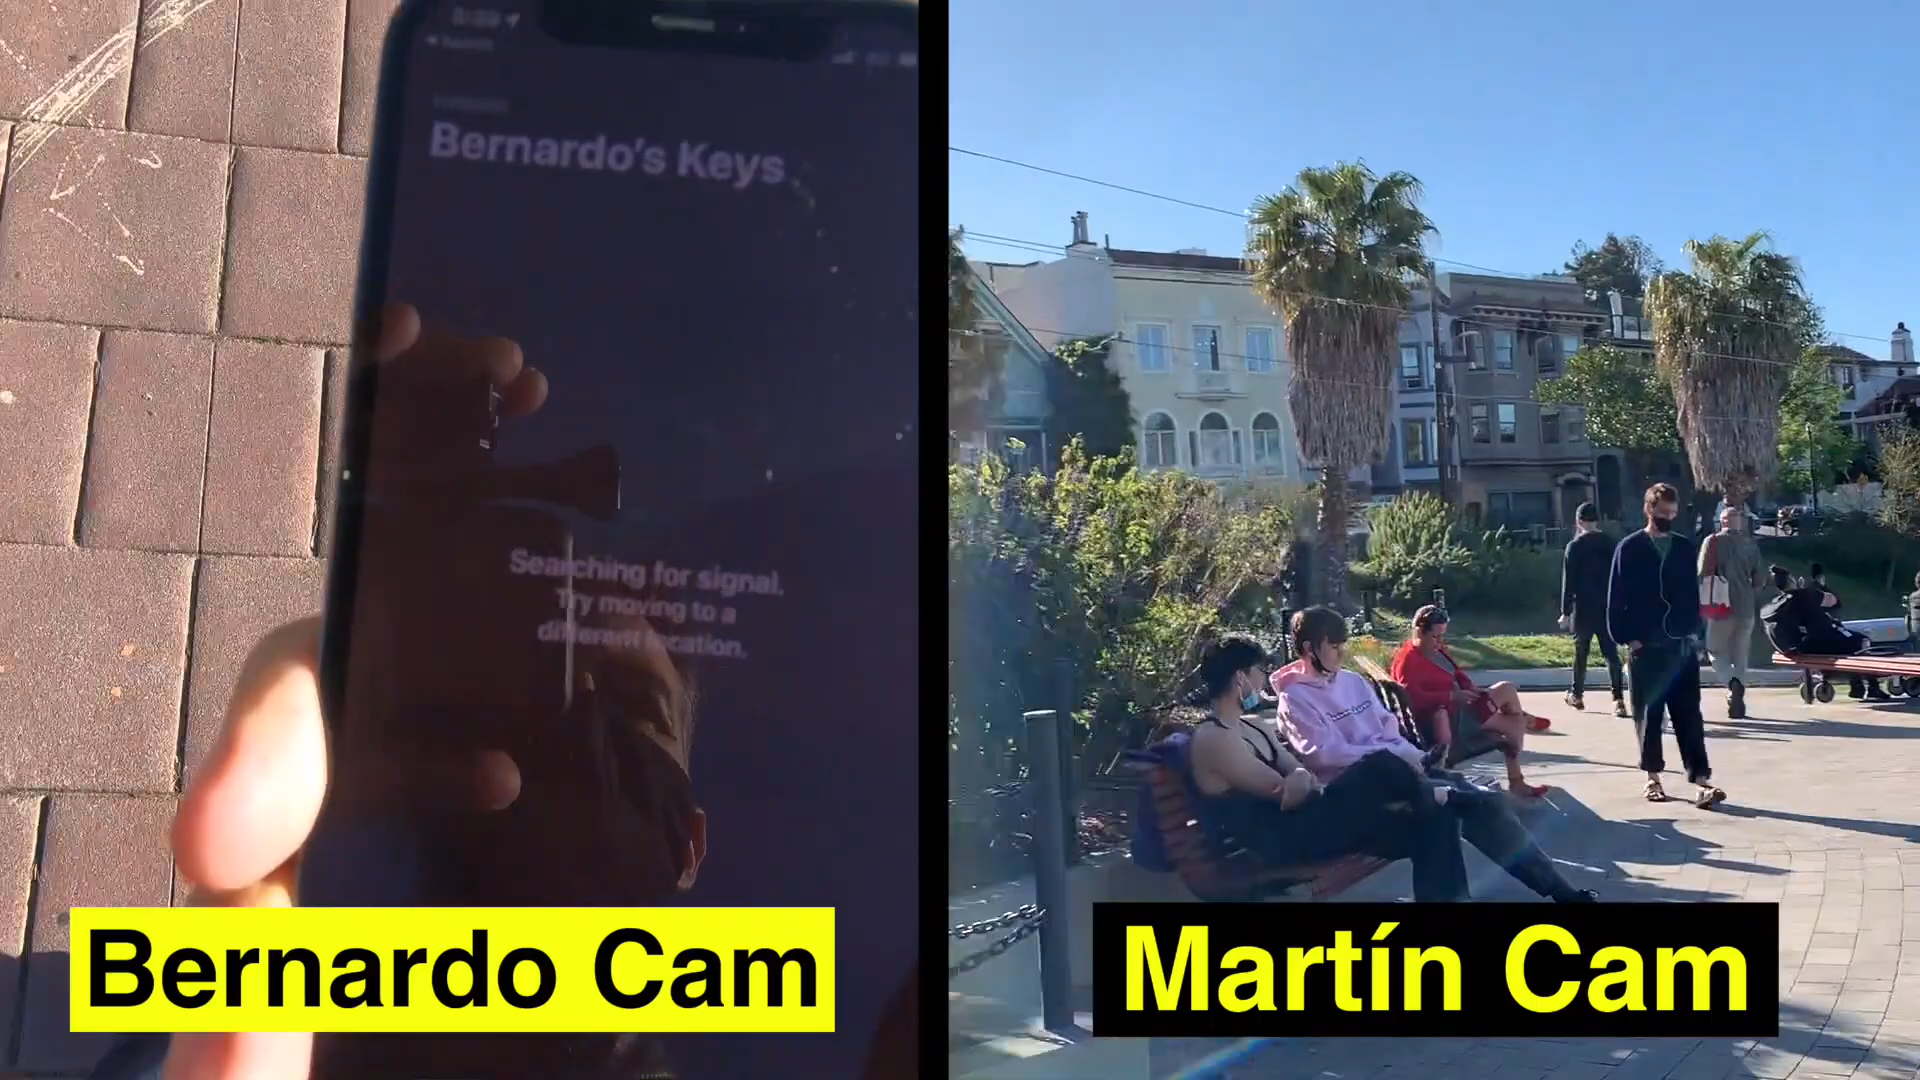 Bernardo's Keys
Searching for signal.
Try moving to a
different location.
Bernardo Cam
Martín Cam